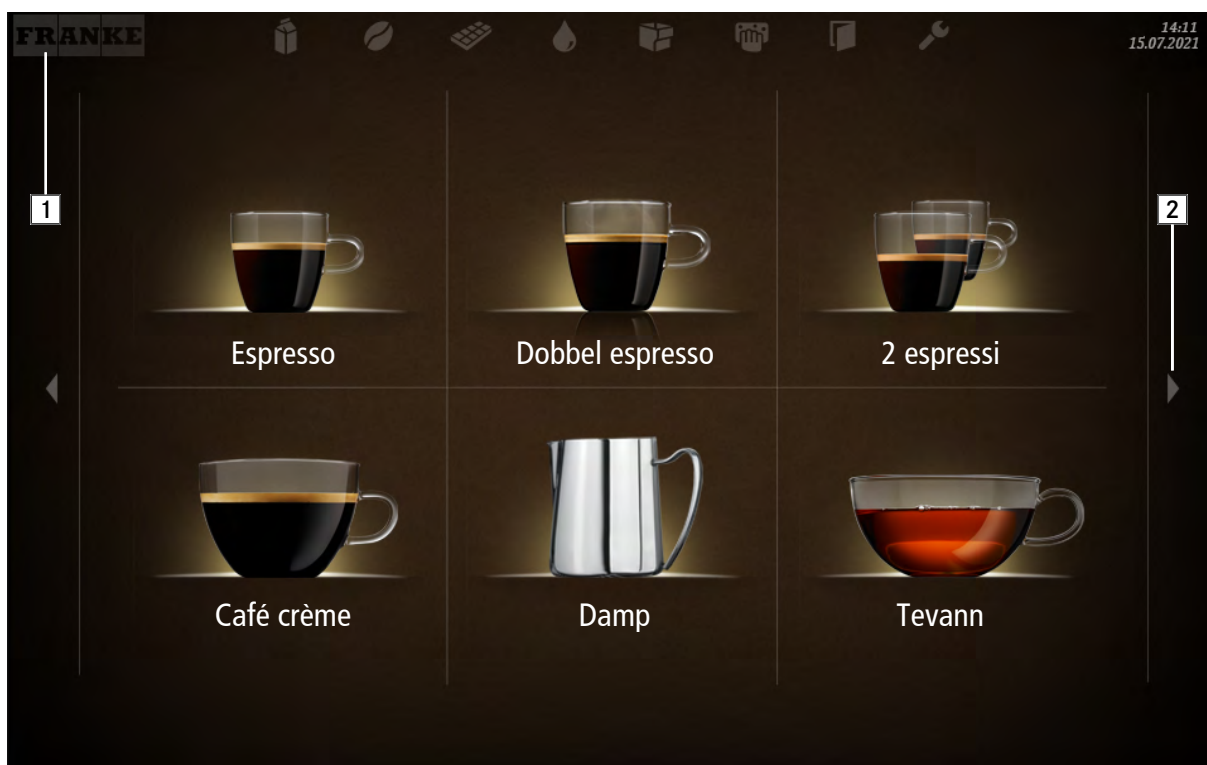 FRANKE
14:11
15.07.2021
1
2
Espresso
Dobbel espresso
2 espressi
Café crème
Damp
Tevann